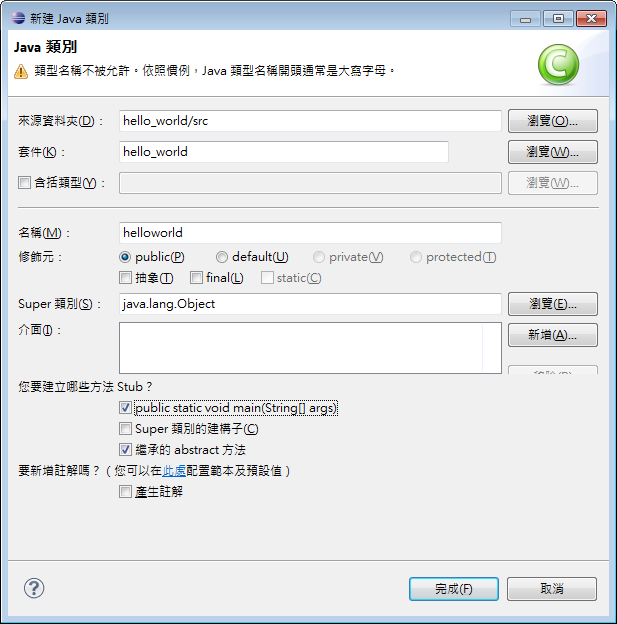 新建 Java 類別
Java 類別
類型名稱不被允許。依照慣例，Java 類型名稱開頭通常是大寫字母。
來源資料夾(D)： hello_world/src 瀏覽(O)...
套件(K)： hello_world 瀏覽(W)...
含括類型(Y)： 瀏覽(W)...
名稱(M)： helloworld
修飾元： public(P) default(U) private(V) protected(T)
抽象(T) final(L) static(C)
Super 類別(S)： java.lang.Object 瀏覽(E)...
介面(I)： 新增(A)...
您要建立哪些方法 Stub？
public static void main(String[] args)
Super 類別的建構子(C)
繼承的 abstract 方法
要新增註解嗎？（您可以在此處配置範本及預設值）
產生註解
? 完成(F) 取消